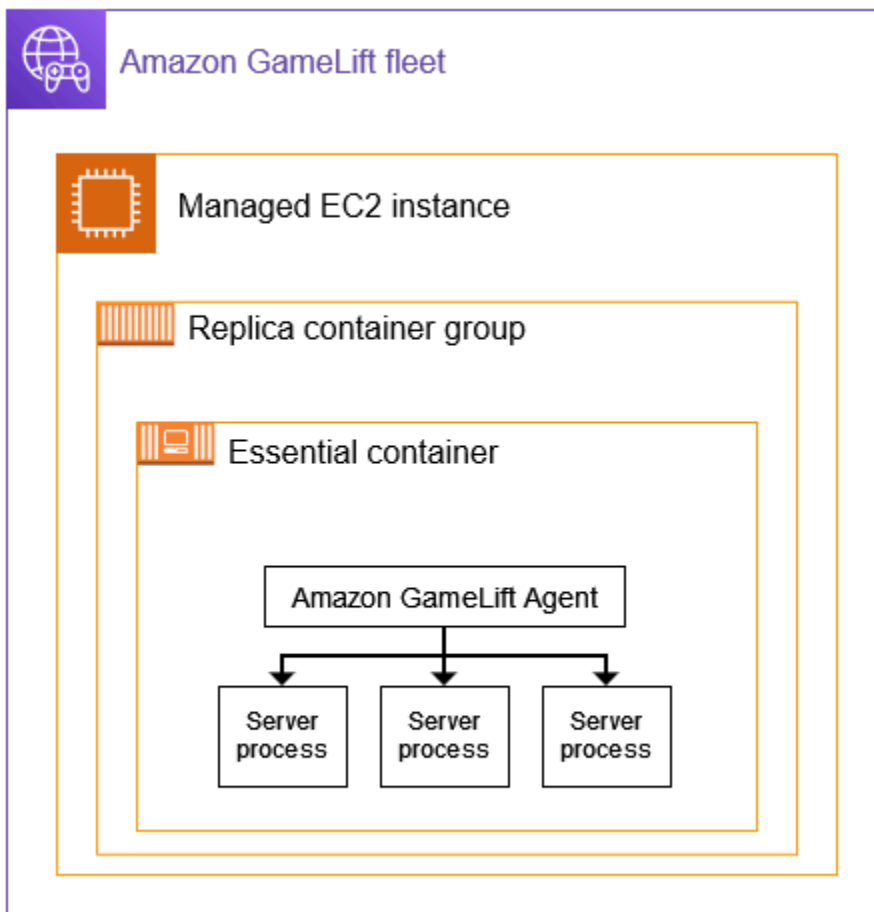 Amazon GameLift fleet
Managed EC2 instance
Replica container group
Essential container
Amazon GameLift Agent
Server
process
Server
process
Server
process